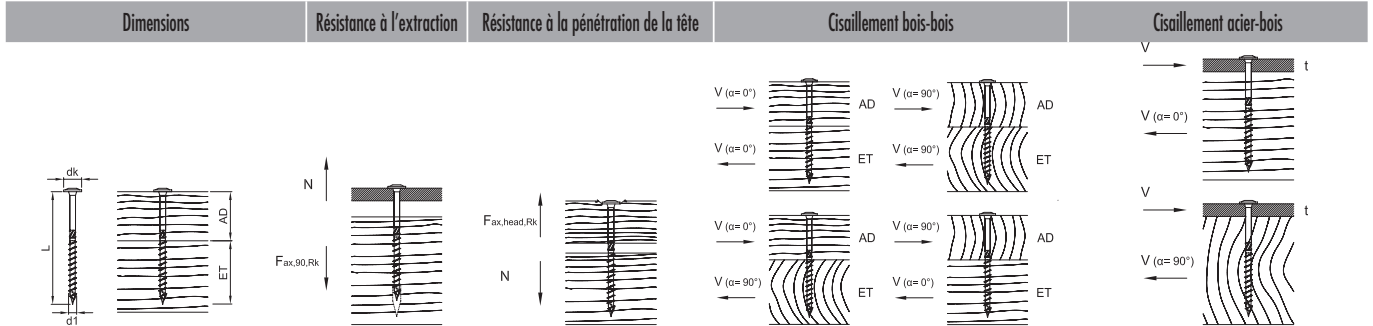 Dimensions
Résistance à l'extraction
Résistance à la pénétration de la tête
Cisaillement bois-bois
Cisaillement acier-bois
dk
L
d1
AD
ET
N
Fax,90,Rk
Fax,head,Rk
N
V (α= 0°)
AD
V (α= 0°)
ET
V (α= 90°)
AD
V (α= 90°)
ET
V (α= 0°)
AD
V (α= 90°)
ET
V (α= 90°)
AD
V (α= 0°)
ET
V
t
V (α= 0°)
V
t
V (α= 90°)